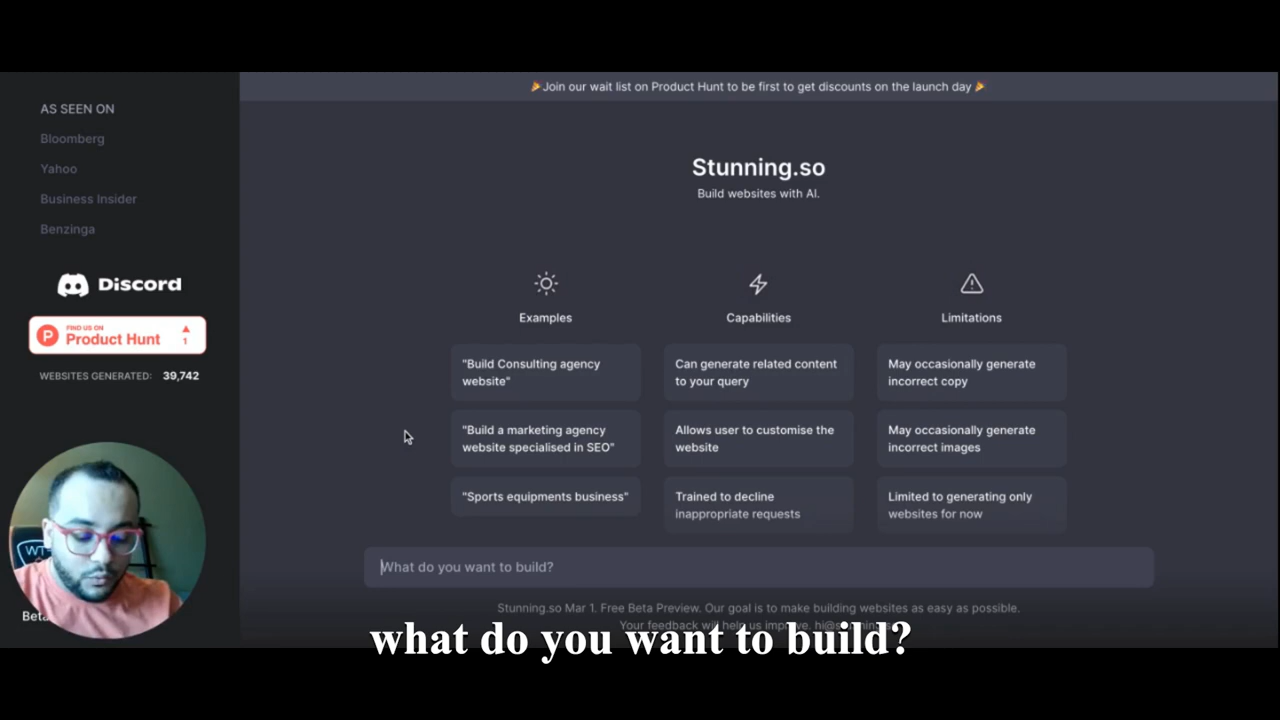 🎉Join our wait list on Product Hunt to be first to get discounts on the launch day 🎉
AS SEEN ON
Bloomberg
Yahoo
Business Insider
Benzinga
Discord
FIND US ON
Product Hunt
1
WEBSITES GENERATED: 39,742
WT
Beta
Stunning.so
Build websites with AI.
Examples
"Build Consulting agency
website"
"Build a marketing agency
website specialised in SEO"
"Sports equipments business"
Capabilities
Can generate related content
to your query
Allows user to customise the
website
Trained to decline
inappropriate requests
Limitations
May occasionally generate
incorrect copy
May occasionally generate
incorrect images
Limited to generating only
websites for now
What do you want to build?
Stunning.so Mar 1. Free Beta Preview. Our goal is to make building websites as easy as possible.
Your feedback will help us improve.
what do you want to build?